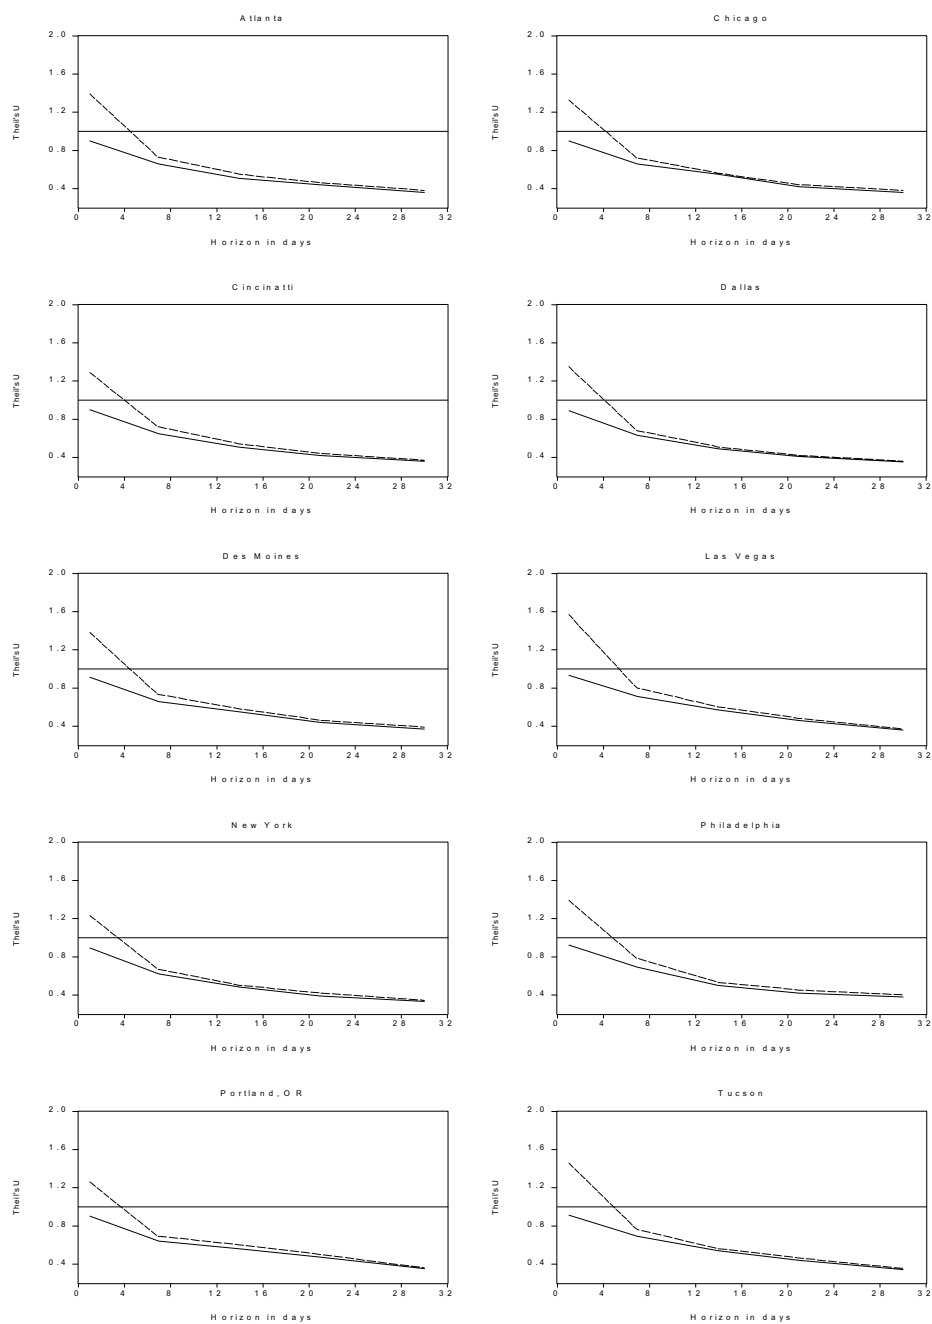 Atlanta
2.0
1.6
1.2
0.8
0.4
Theil's U
0 4 8 12 16 20 24 28 32
Horizon in days
Chicago
2.0
1.6
1.2
0.8
0.4
Theil's U
0 4 8 12 16 20 24 28 32
Horizon in days
Cincinatti
2.0
1.6
1.2
0.8
0.4
Theil's U
0 4 8 12 16 20 24 28 32
Horizon in days
Dallas
2.0
1.6
1.2
0.8
0.4
Theil's U
0 4 8 12 16 20 24 28 32
Horizon in days
Des Moines
2.0
1.6
1.2
0.8
0.4
Theil's U
0 4 8 12 16 20 24 28 32
Horizon in days
Las Vegas
2.0
1.6
1.2
0.8
0.4
Theil's U
0 4 8 12 16 20 24 28 32
Horizon in days
New York
2.0
1.6
1.2
0.8
0.4
Theil's U
0 4 8 12 16 20 24 28 32
Horizon in days
Philadelphia
2.0
1.6
1.2
0.8
0.4
Theil's U
0 4 8 12 16 20 24 28 32
Horizon in days
Portland, OR
2.0
1.6
1.2
0.8
0.4
Theil's U
0 4 8 12 16 20 24 28 32
Horizon in days
Tucson
2.0
1.6
1.2
0.8
0.4
Theil's U
0 4 8 12 16 20 24 28 32
Horizon in days